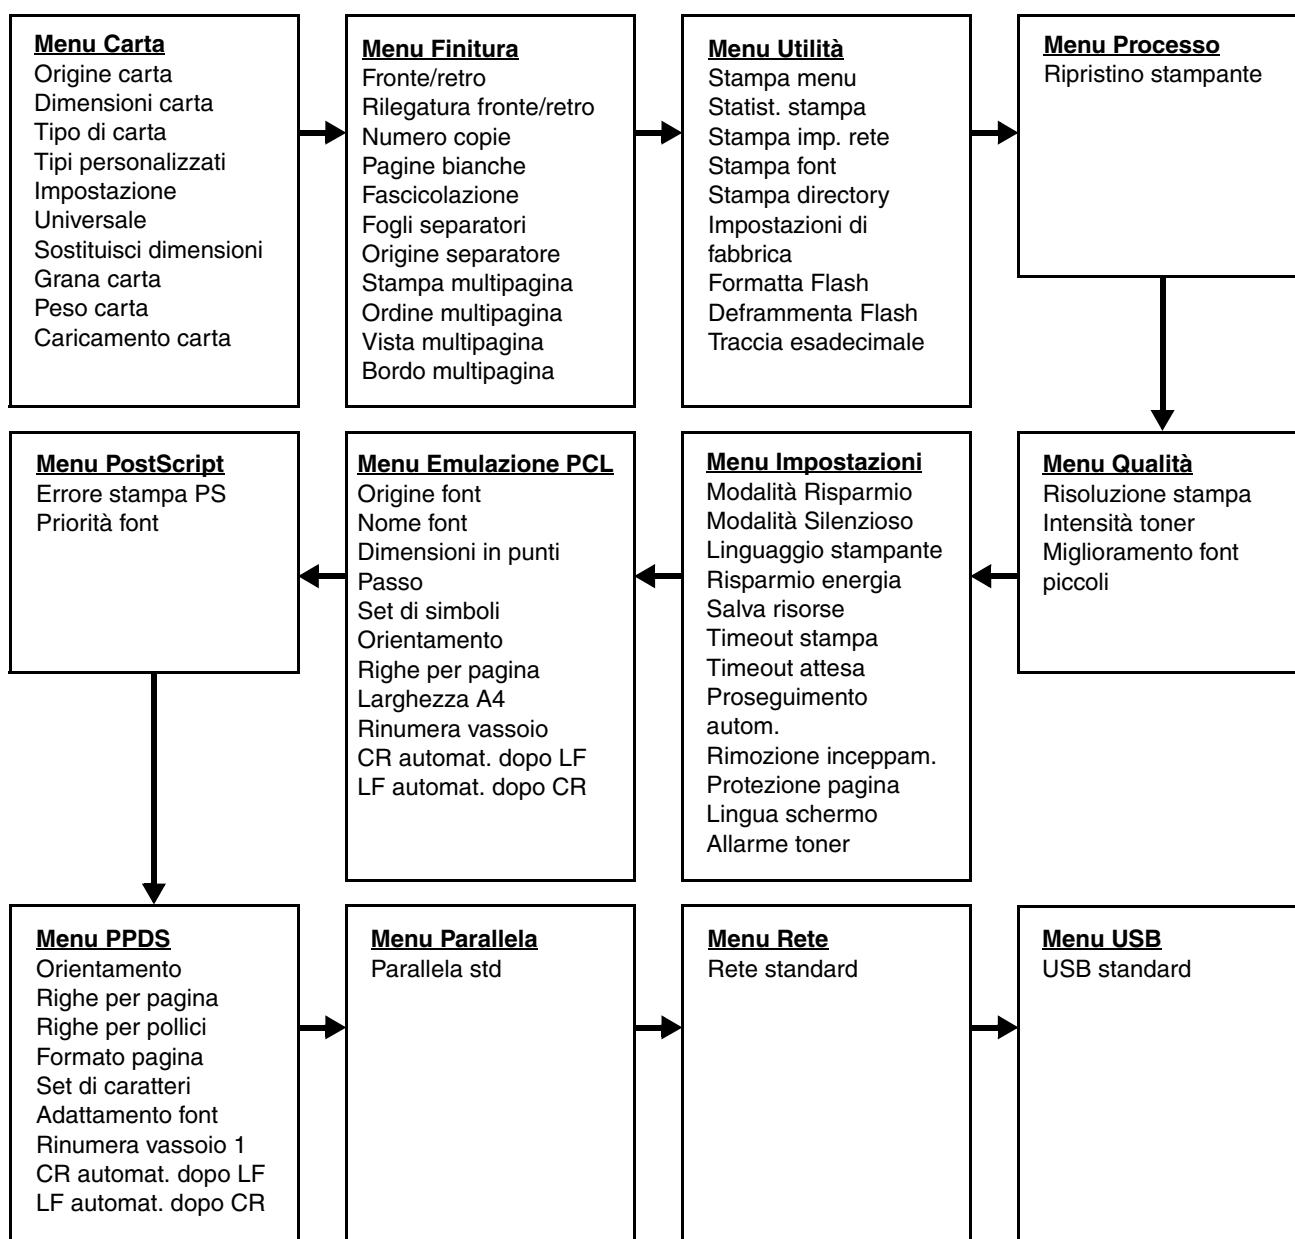 Menu Carta
Origine carta
Dimensioni carta
Tipo di carta
Tipi personalizzati
Impostazione
Universale
Sostituisci dimensioni
Grana carta
Peso carta
Caricamento carta
Menu Finitura
Fronte/retro
Rilegatura fronte/retro
Numero copie
Pagine bianche
Fascicolazione
Fogli separatori
Origine separatore
Stampa multipagina
Ordine multipagina
Vista multipagina
Bordo multipagina
Menu Utilità
Stampa menu
Statist. stampa
Stampa imp. rete
Stampa font
Stampa directory
Impostazioni di
fabbrica
Formatta Flash
Deframmenta Flash
Traccia esadecimale
Menu Processo
Ripristino stampante
Menu Qualità
Risoluzione stampa
Intensità toner
Miglioramento font
piccoli
Menu Impostazioni
Modalità Risparmio
Modalità Silenzioso
Linguaggio stampante
Risparmio energia
Salva risorse
Timeout stampa
Timeout attesa
Proseguimento
autom.
Rimozione inceppam.
Protezione pagina
Lingua schermo
Allarme toner
Menu Emulazione PCL
Origine font
Nome font
Dimensioni in punti
Passo
Set di simboli
Orientamento
Righe per pagina
Larghezza A4
Rinumera vassoio
CR automat. dopo LF
LF automat. dopo CR
Menu PostScript
Errore stampa PS
Priorità font
Menu PPDS
Orientamento
Righe per pagina
Righe per pollici
Formato pagina
Set di caratteri
Adattamento font
Rinumera vassoio 1
CR automat. dopo LF
LF automat. dopo CR
Menu Parallela
Parallela std
Menu Rete
Rete standard
Menu USB
USB standard